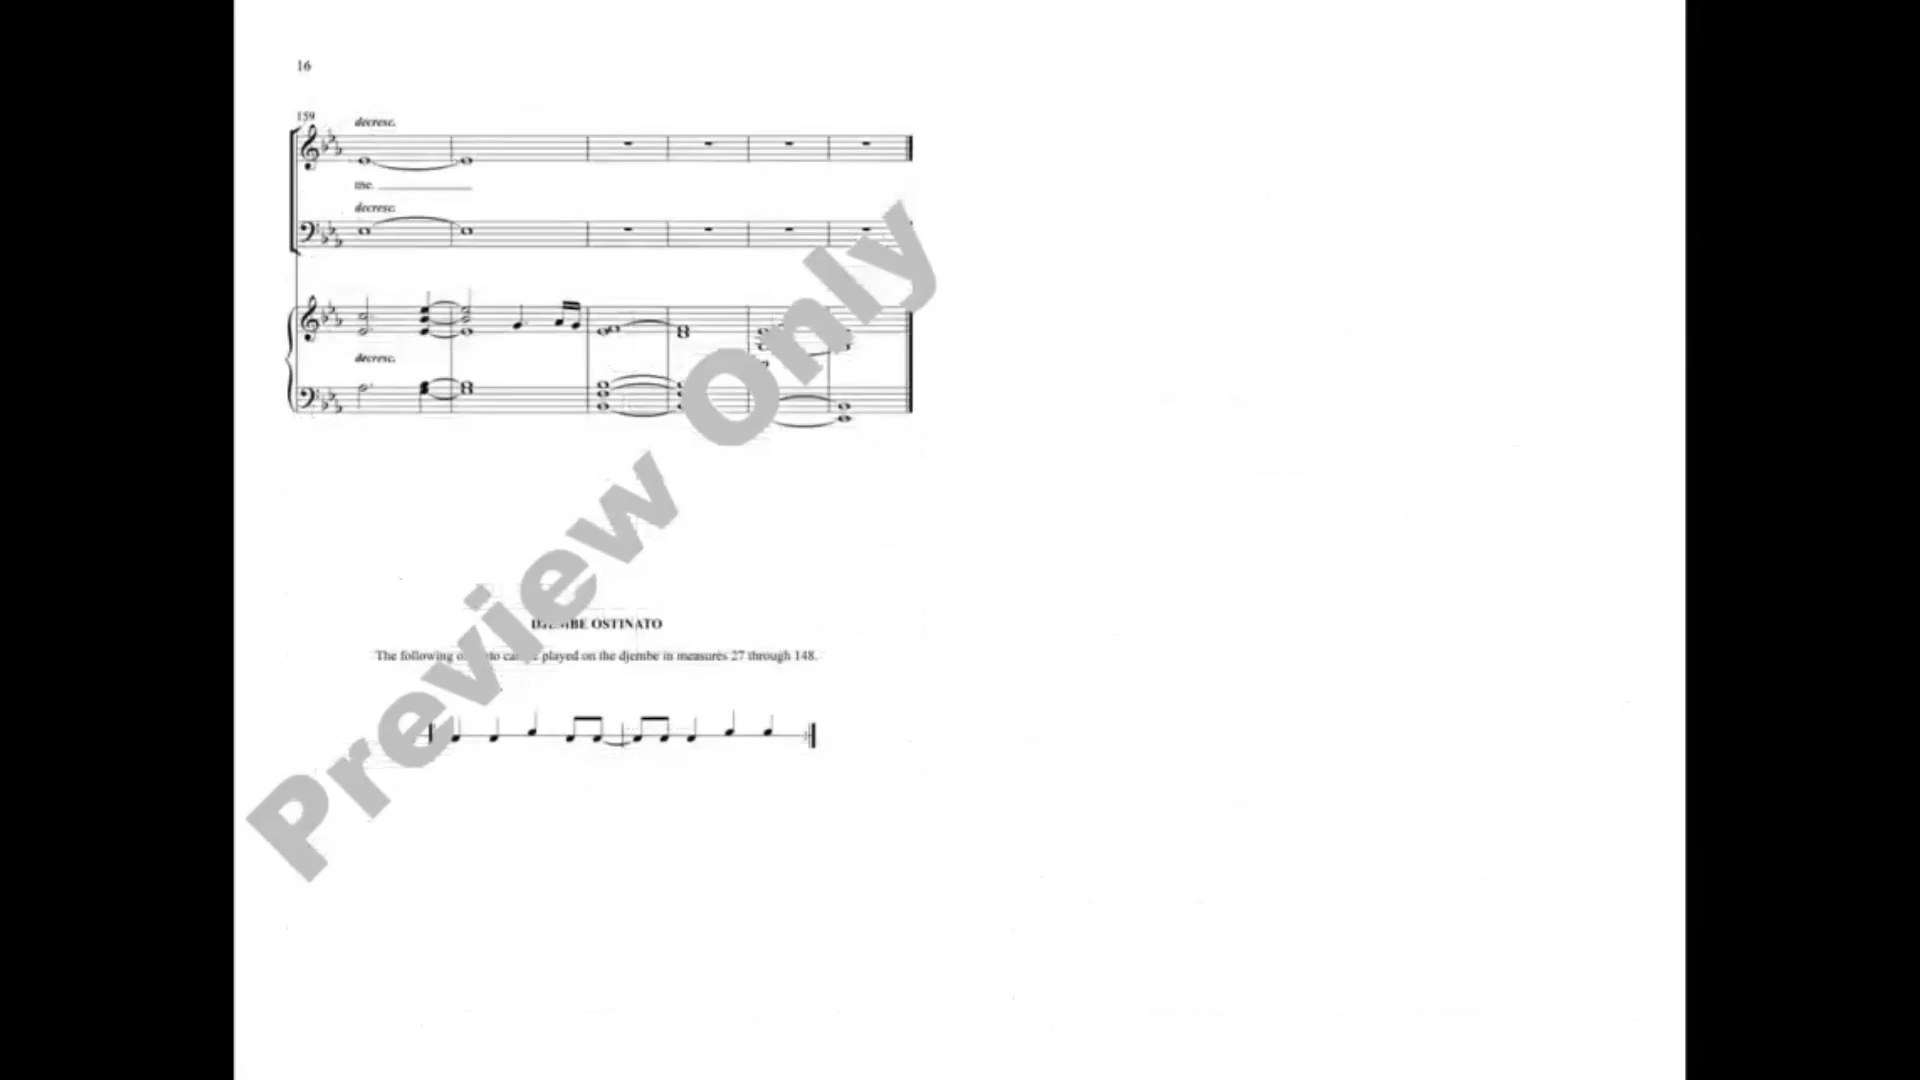 16
159
decresc.
me.
decresc.
decresc.
OSTINATO
The following played on the djembe in measures 27 through 148.
Preview Only